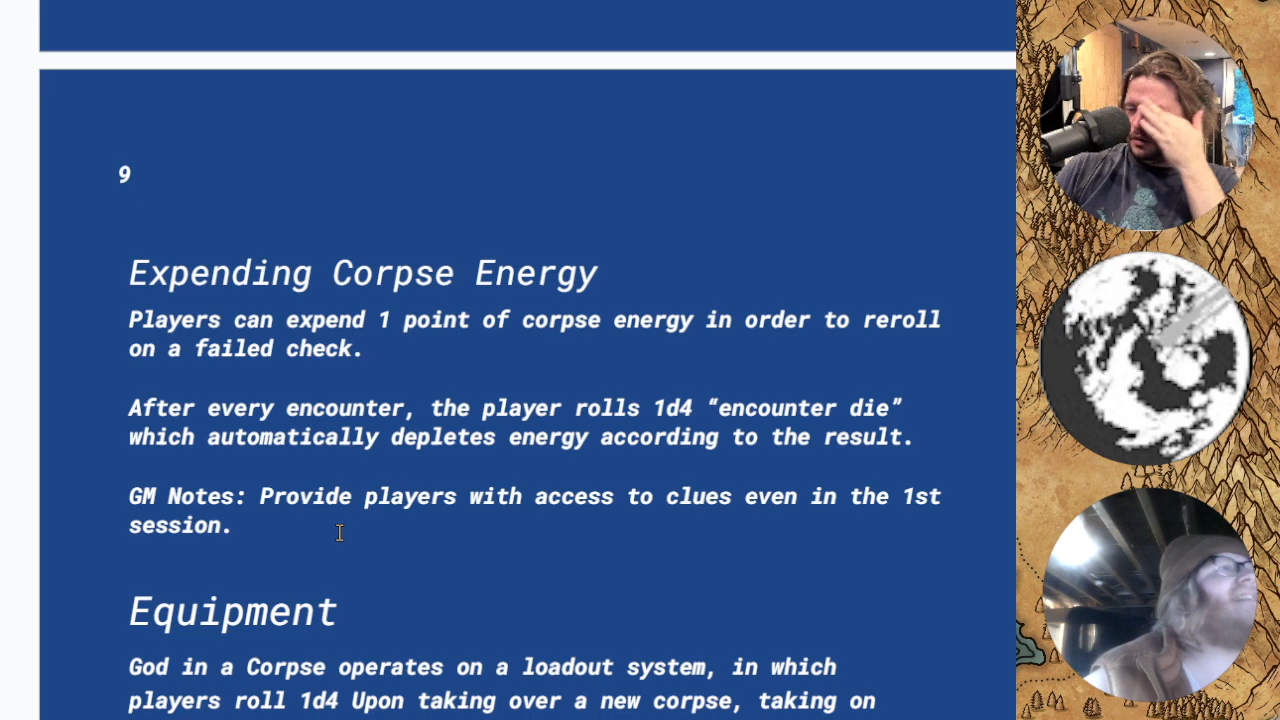 9
Expending Corpse Energy
Players can expend 1 point of corpse energy in order to reroll
on a failed check.
After every encounter, the player rolls 1d4 “encounter die”
which automatically depletes energy according to the result.
GM Notes: Provide players with access to clues even in the 1st
session.
Equipment
God in a Corpse operates on a loadout system, in which
players roll 1d4 Upon taking over a new corpse, taking on